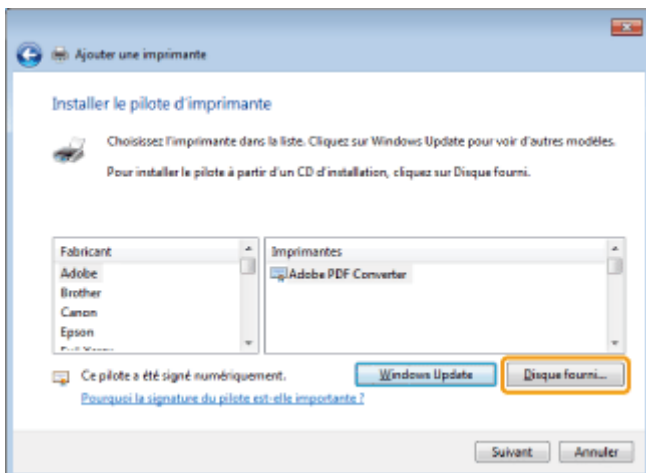 Ajouter une imprimante
Installer le pilote d'imprimante
Choisissez l'imprimante dans la liste. Cliquez sur Windows Update pour voir d'autres modèles.
Pour installer le pilote à partir d'un CD d'installation, cliquez sur Disque fourni.
Fabricant
Adobe
Brother
Canon
Epson
Imprimantes
Adobe PDF Converter
Ce pilote a été signé numériquement.
Pourquoi la signature du pilote est-elle importante ?
Windows Update
Disque fourni...
Suivant
Annuler